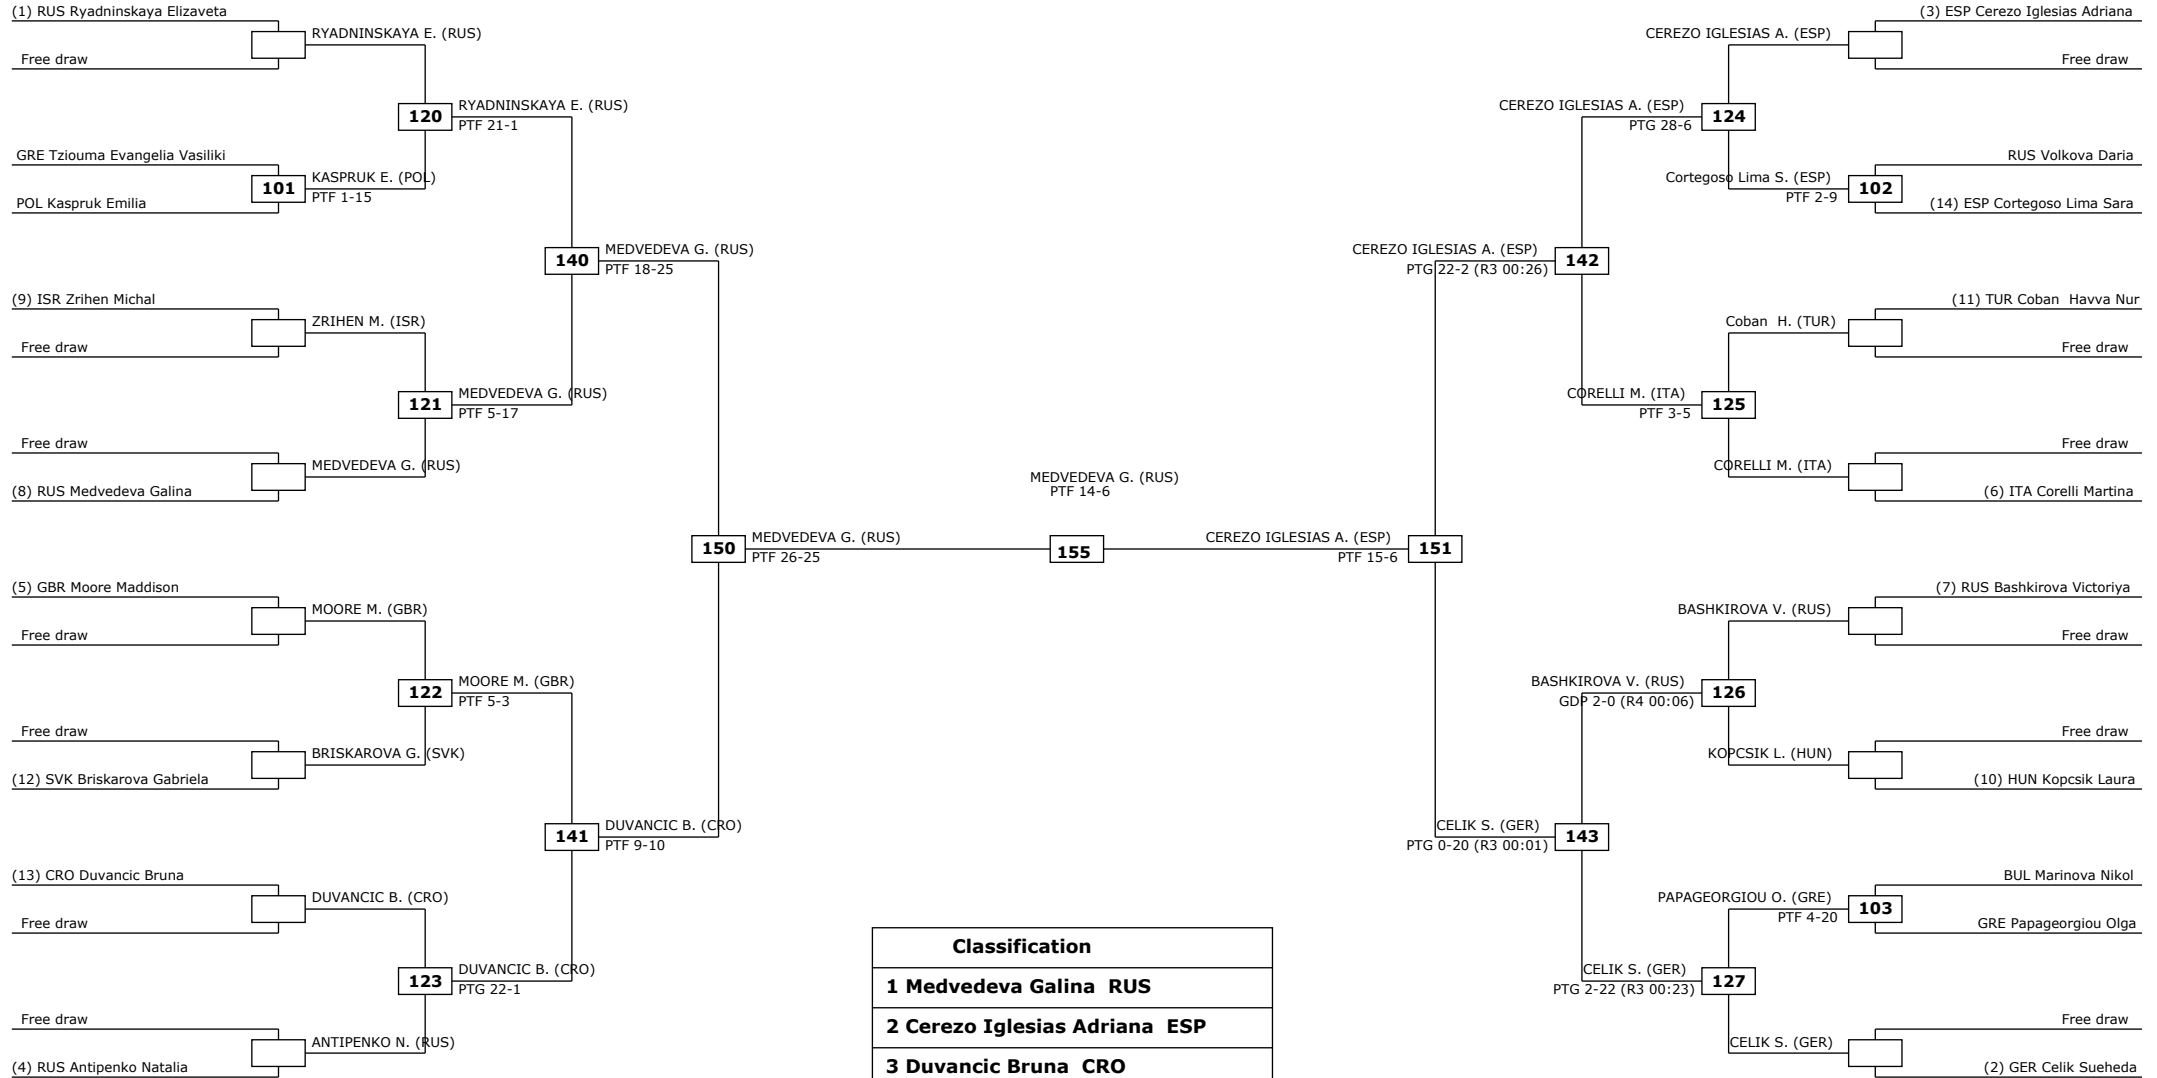 (1) RUS Ryadninskaya Elizaveta
RYADNINSKAYA E. (RUS)
Free draw
120
RYADNINSKAYA E. (RUS)
PTF 21-1
GRE Tziouma Evangelia Vasiliki
101
KASPRUK E. (POL)
PTF 1-15
POL Kaspruk Emilia
140
MEDVEDEVA G. (RUS)
PTF 18-25
(9) ISR Zrihen Michal
ZRIHEN M. (ISR)
Free draw
121
MEDVEDEVA G. (RUS)
PTF 5-17
Free draw
MEDVEDEVA G. (RUS)
(8) RUS Medvedeva Galina
150
MEDVEDEVA G. (RUS)
PTF 26-25
(5) GBR Moore Maddison
MOORE M. (GBR)
Free draw
122
MOORE M. (GBR)
PTF 5-3
Free draw
BRISKAROVA G. (SVK)
(12) SVK Briskarova Gabriela
141
DUVANCIC B. (CRO)
PTF 9-10
(13) CRO Duvancic Bruna
DUVANCIC B. (CRO)
Free draw
123
DUVANCIC B. (CRO)
PTG 22-1
Free draw
ANTIPENKO N. (RUS)
(4) RUS Antipenko Natalia
MEDVEDEVA G. (RUS)
PTF 14-6
155
Classification
1 Medvedeva Galina RUS
2 Cerezo Iglesias Adriana ESP
3 Duvancic Bruna CRO
(3) ESP Cerezo Iglesias Adriana
CEREZO IGLESIAS A. (ESP)
Free draw
CEREZO IGLESIAS A. (ESP)
PTG 28-6
124
RUS Volkova Daria
Cortegoso Lima S. (ESP)
PTF 2-9
102
(14) ESP Cortegoso Lima Sara
CEREZO IGLESIAS A. (ESP)
PTG 22-2 (R3 00:26)
142
(11) TUR Coban Havva Nur
Coban H. (TUR)
Free draw
CORELLI M. (ITA)
PTF 3-5
125
Free draw
CORELLI M. (ITA)
(6) ITA Corelli Martina
CEREZO IGLESIAS A. (ESP)
PTF 15-6
151
(7) RUS Bashkirova Victoriya
BASHKIROVA V. (RUS)
Free draw
BASHKIROVA V. (RUS)
GDP 2-0 (R4 00:06)
126
Free draw
KOPCSIK L. (HUN)
(10) HUN Kopcsik Laura
CELIK S. (GER)
PTG 0-20 (R3 00:01)
143
BUL Marinova Nikol
PAPAGEORGIOU O. (GRE)
PTF 4-20
103
GRE Papageorgiou Olga
CELIK S. (GER)
PTG 2-22 (R3 00:23)
127
Free draw
CELIK S. (GER)
(2) GER Celik Sueheda